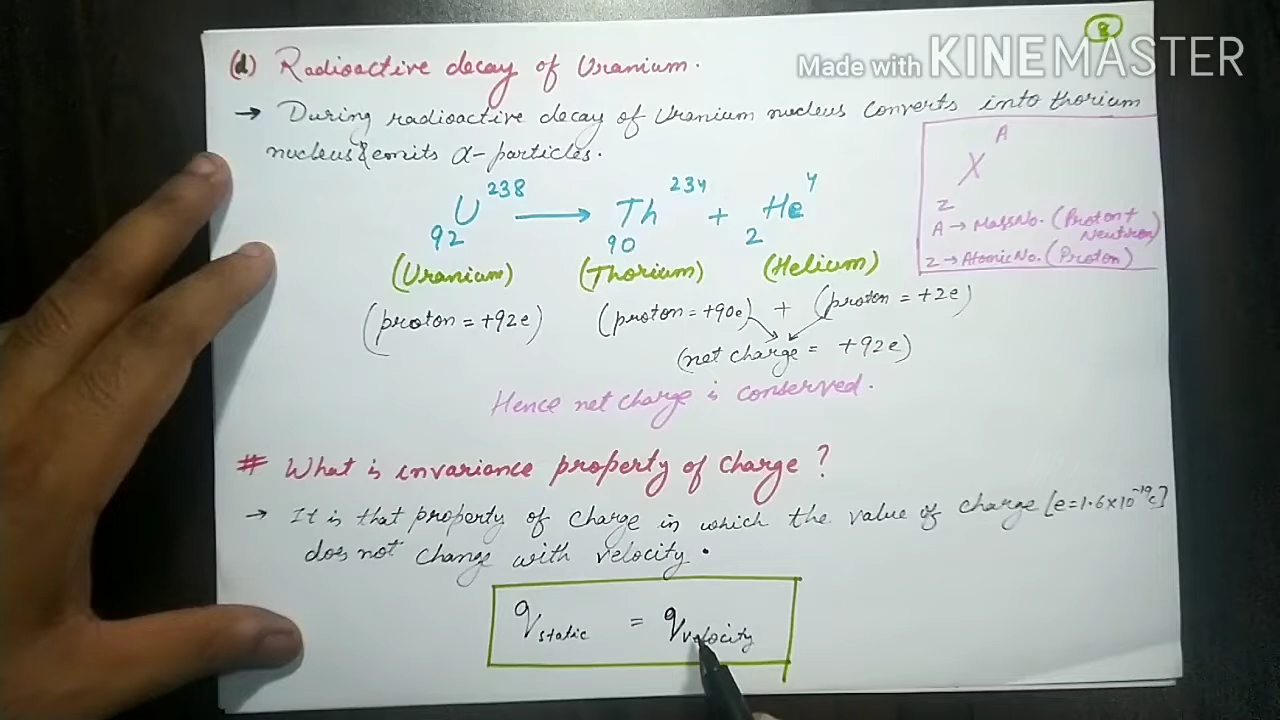 8
Made with KINEMASTER
(d) Radioactive decay of Uranium.
→ During radioactive decay of Uranium nucleus converts into thorium
nucleus & emits α-particles.
A
X
Z
A → Mass No. (Proton + Neutron)
Z → Atomic No. (Proton)
₉₂U²³⁸ → ₉₀Th²³⁴ + ₂He⁴
(Uranium) (Thorium) (Helium)
(proton = +92e) (proton = +90e) + (proton = +2e)
(net charge = +92e)
Hence net charge is conserved.
# What is invariance property of charge ?
→ It is that property of charge in which the value of charge [e=1.6×10⁻¹⁹C]
does not change with velocity.
q static = q velocity